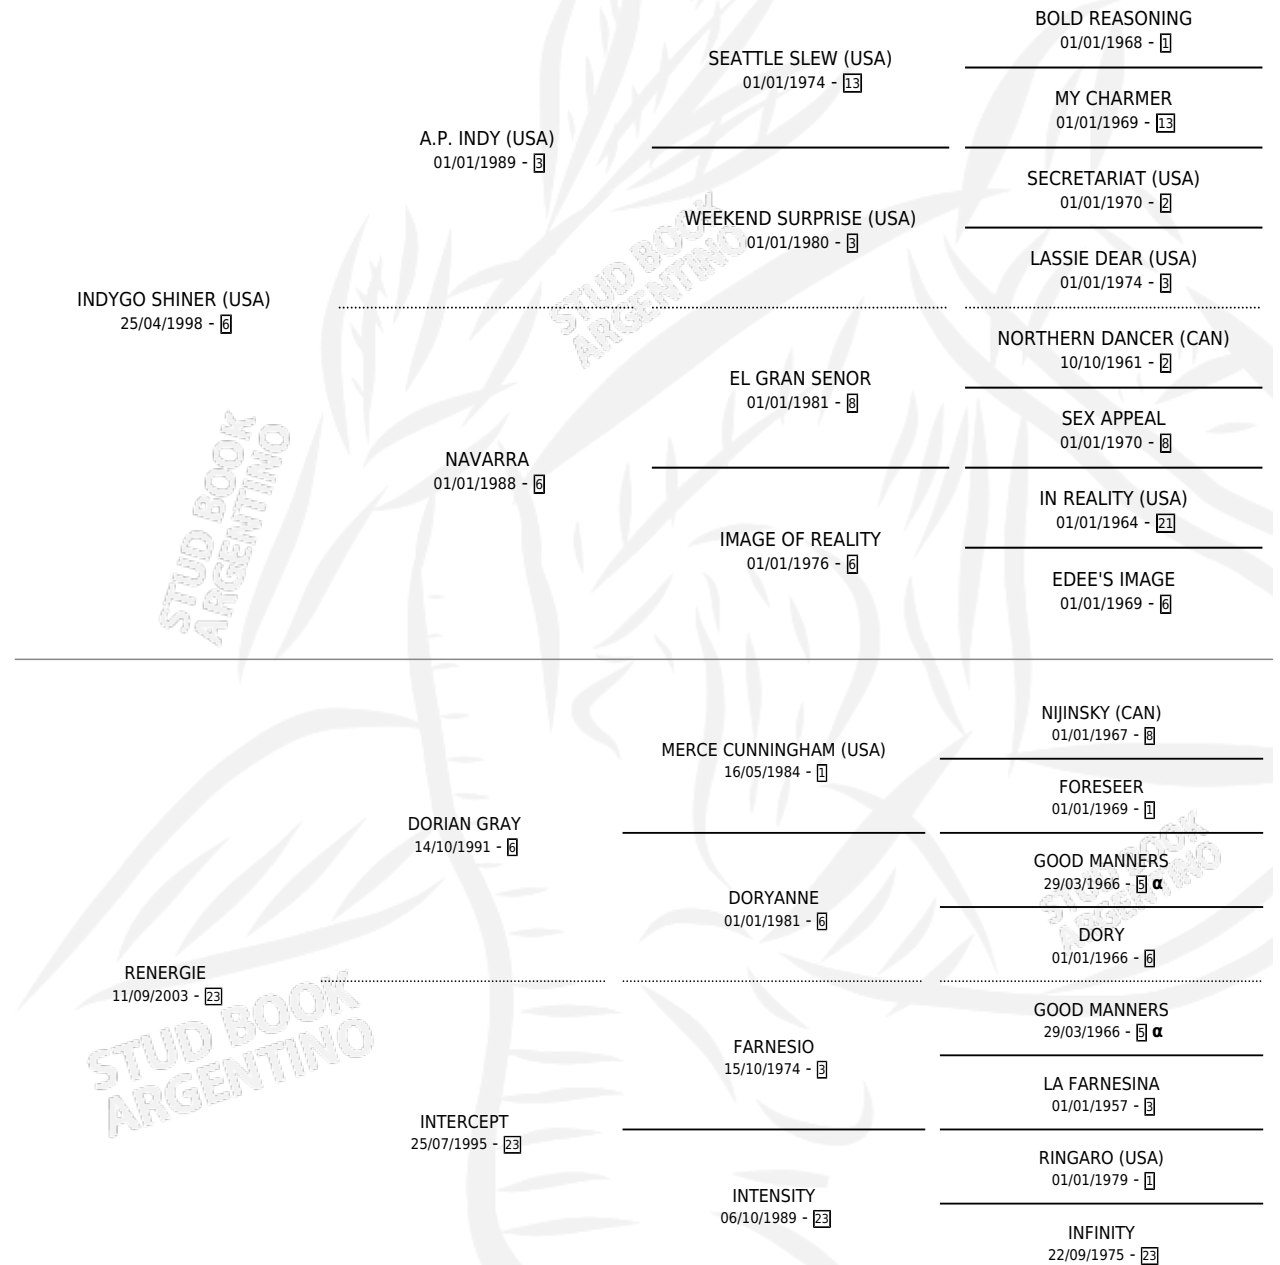 BOLD REASONING
01/01/1968 - 1
SEATTLE SLEW (USA)
01/01/1974 - 13
MY CHARMER
01/01/1969 - 13
A.P. INDY (USA)
01/01/1989 - 3
SECRETARIAT (USA)
01/01/1970 - 2
WEEKEND SURPRISE (USA)
01/01/1980 - 3
LASSIE DEAR (USA)
01/01/1974 - 3
STUD BOOK
ARGENTINO
INDYGO SHINER (USA)
25/04/1998 - 6
NORTHERN DANCER (CAN)
10/10/1961 - 2
EL GRAN SENOR
01/01/1981 - 8
SEX APPEAL
01/01/1970 - 8
NAVARRA
01/01/1988 - 6
IN REALITY (USA)
01/01/1964 - 21
IMAGE OF REALITY
01/01/1976 - 6
EDEE'S IMAGE
01/01/1969 - 6
STUD BOOK
ARGENTINO
NIJINSKY (CAN)
01/01/1967 - 8
MERCE CUNNINGHAM (USA)
16/05/1984 - 1
FORESEER
01/01/1969 - 1
DORIAN GRAY
14/10/1991 - 6
GOOD MANNERS
29/03/1966 - 5 α
DORYANNE
01/01/1981 - 6
DORY
01/01/1966 - 6
STUD BOOK
ARGENTINO
RENERGIE
11/09/2003 - 23
GOOD MANNERS
29/03/1966 - 5 α
FARNESIO
15/10/1974 - 3
LA FARNESINA
01/01/1957 - 3
STUD BOOK
ARGENTINO
INTERCEPT
25/07/1995 - 23
RINGARO (USA)
01/01/1979 - 1
INTENSITY
06/10/1989 - 23
INFINITY
22/09/1975 - 23